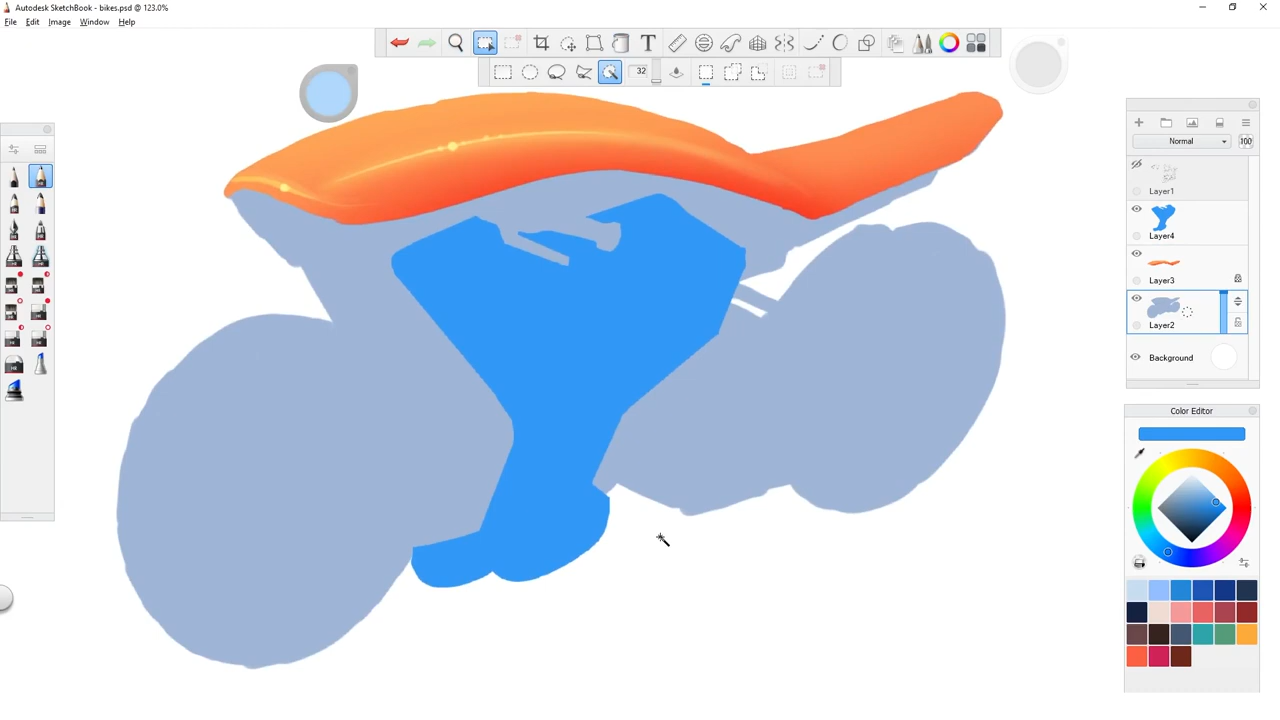 Autodesk SketchBook - bikes.psd @ 123.0%
File Edit Image Window Help
32
Normal
100
Layer1
Layer4
Layer3
Layer2
Background
Color Editor